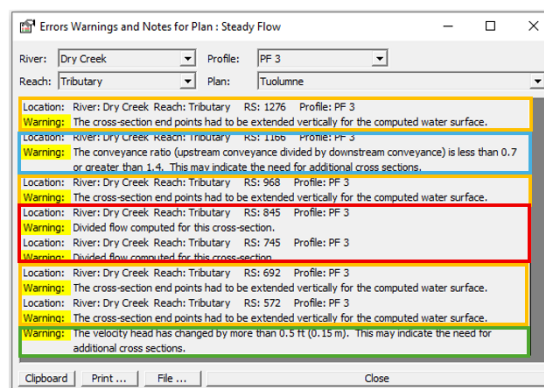 Errors Warnings and Notes for Plan : Steady Flow
River: Dry Creek Profile: PF 3
Reach: Tributary Plan: Tuolumne
Location: River: Dry Creek Reach: Tributary RS: 1276 Profile: PF 3
Warning: The cross-section end points had to be extended vertically for the computed water surface.
Location: River: Dry Creek Reach: Tributary RS: 1166 Profile: PF 3
Warning: The conveyance ratio (upstream conveyance divided by downstream conveyance) is less than 0.7
or greater than 1.4. This may indicate the need for additional cross sections.
Location: River: Dry Creek Reach: Tributary RS: 968 Profile: PF 3
Warning: The cross-section end points had to be extended vertically for the computed water surface.
Location: River: Dry Creek Reach: Tributary RS: 845 Profile: PF 3
Warning: Divided flow computed for this cross-section.
Location: River: Dry Creek Reach: Tributary RS: 745 Profile: PF 3
Warning: Divided flow computed for this cross-section.
Location: River: Dry Creek Reach: Tributary RS: 692 Profile: PF 3
Warning: The cross-section end points had to be extended vertically for the computed water surface.
Location: River: Dry Creek Reach: Tributary RS: 572 Profile: PF 3
Warning: The cross-section end points had to be extended vertically for the computed water surface.
Warning: The velocity head has changed by more than 0.5 ft (0.15 m). This may indicate the need for
additional cross sections.
Clipboard Print ... File ... Close